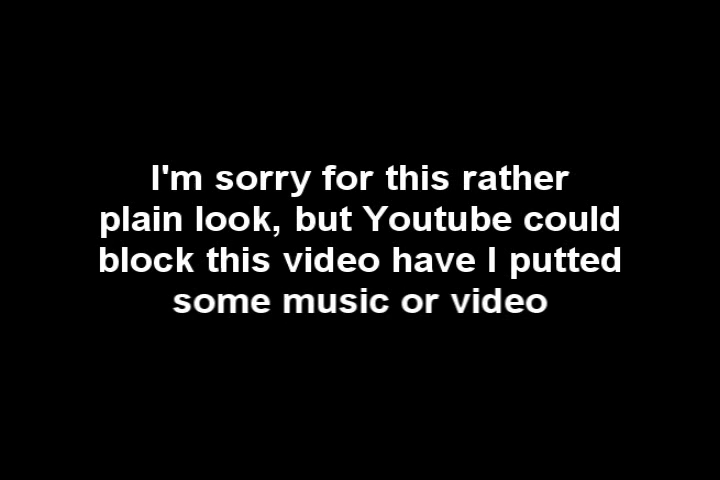 I'm sorry for this rather
plain look, but Youtube could
block this video have I putted
some music or video